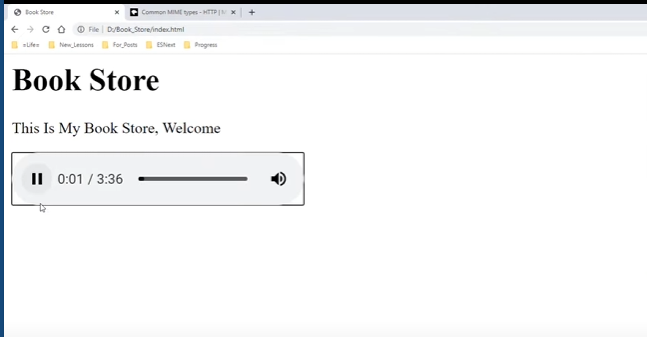 Book Store
Common MIME types - HTTP | M
File | D:/Book_Store/index.html
«Life» New_Lessons For_Posts ESNext Progress
Book Store
This Is My Book Store, Welcome
0:01 / 3:36